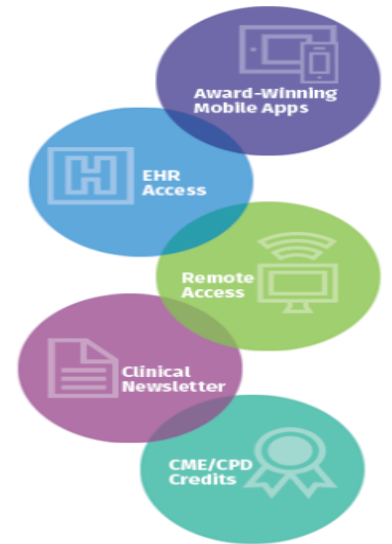 Award-Winning
Mobile Apps
H
EHR
Access
Remote
Access
Clinical
Newsletter
CME/CPD
Credits